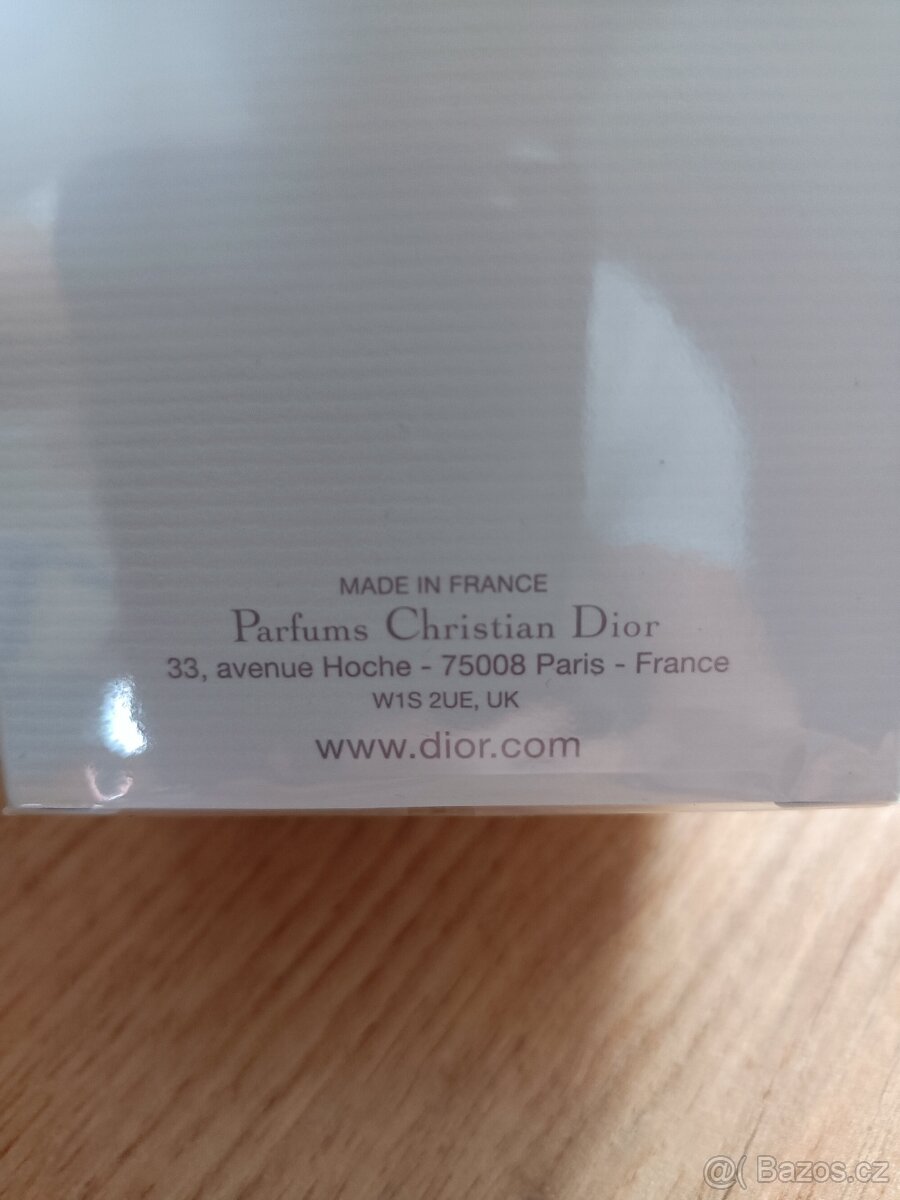 MADE IN FRANCE
Parfums Christian Dior
33, avenue Hoche - 75008 Paris - France
W1S 2UE, UK
www.dior.com
@( Bazos.cz